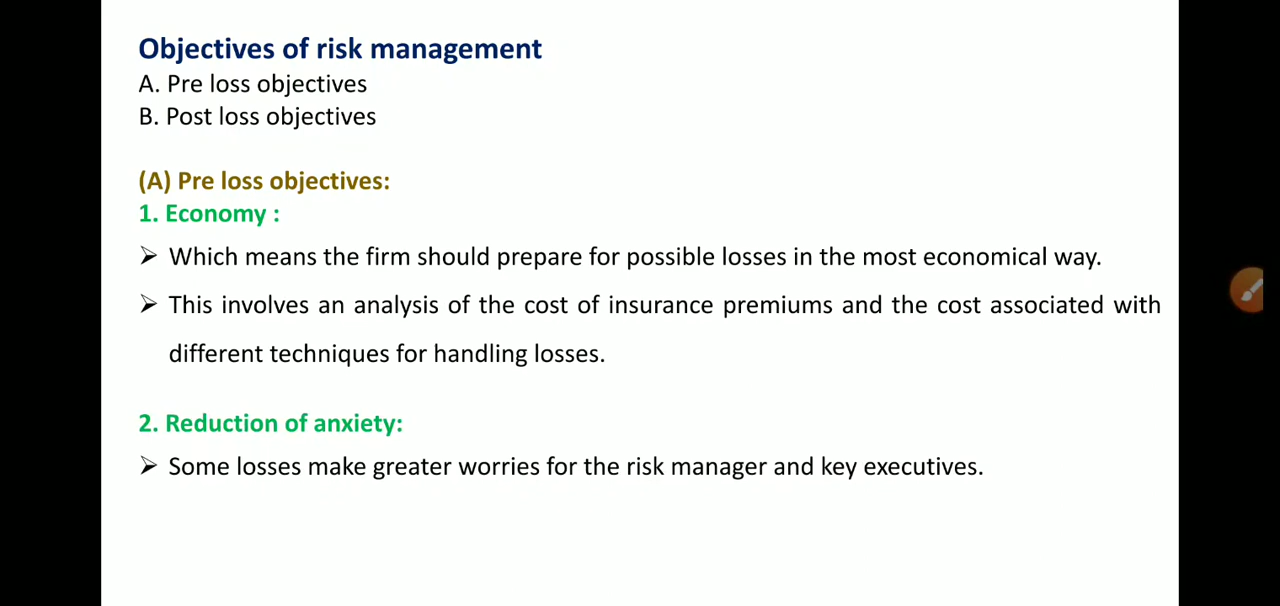 Objectives of risk management
A. Pre loss objectives
B. Post loss objectives
(A) Pre loss objectives:
1. Economy :
➢ Which means the firm should prepare for possible losses in the most economical way.
➢ This involves an analysis of the cost of insurance premiums and the cost associated with
different techniques for handling losses.
2. Reduction of anxiety:
➢ Some losses make greater worries for the risk manager and key executives.